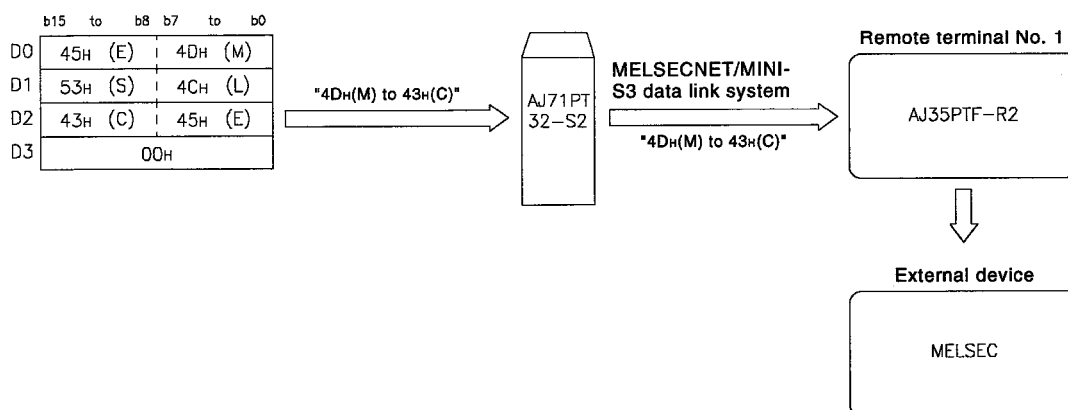 b15 to b8 b7 to b0
D0 45H (E) 4DH (M)
D1 53H (S) 4CH (L)
D2 43H (C) 45H (E)
D3 00H
"4DH(M) to 43H(C)"
AJ71PT
32-S2
MELSECNET/MINI-
S3 data link system
"4DH(M) to 43H(C)"
Remote terminal No. 1
AJ35PTF-R2
External device
MELSEC